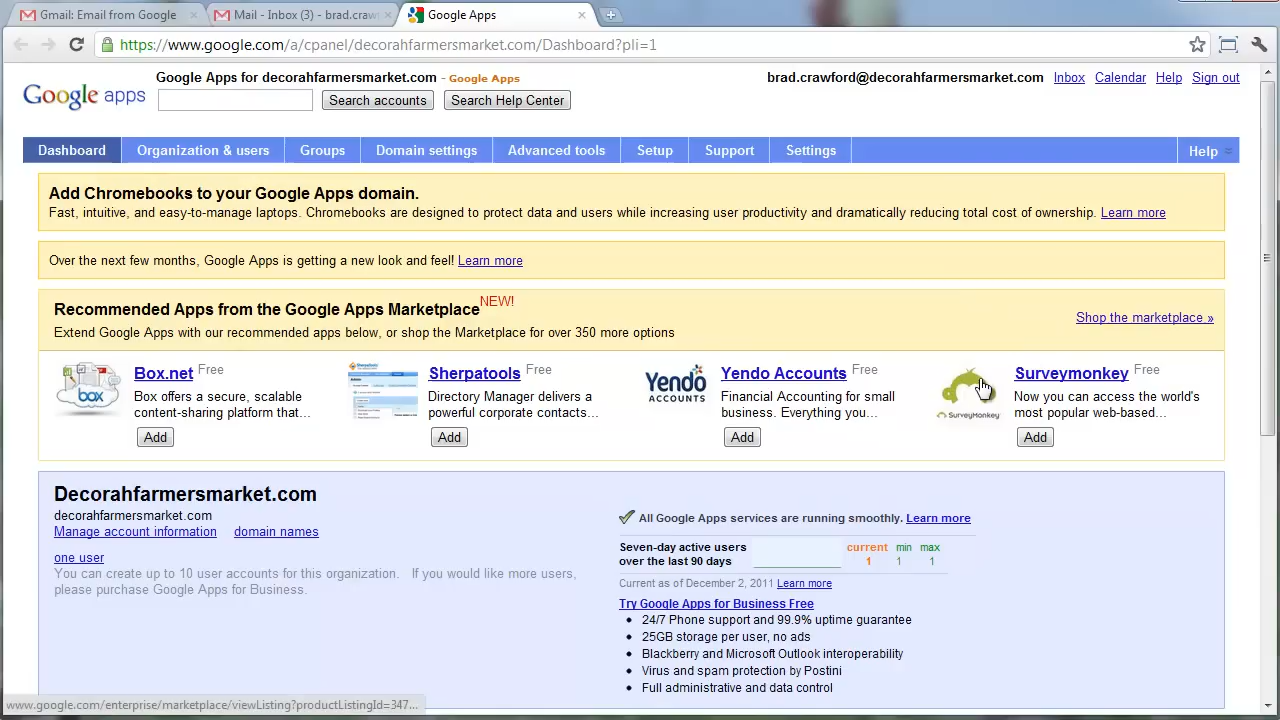 Gmail: Email from Google
Mail - Inbox (3) - brad.craw
Google Apps
https://www.google.com/a/cpanel/decorahfarmersmarket.com/Dashboard?pli=1
Google apps
Google Apps for decorahfarmersmarket.com - Google Apps
Search accounts
Search Help Center
brad.crawford@decorahfarmersmarket.com Inbox Calendar Help Sign out
Dashboard Organization & users Groups Domain settings Advanced tools Setup Support Settings Help
Add Chromebooks to your Google Apps domain.
Fast, intuitive, and easy-to-manage laptops. Chromebooks are designed to protect data and users while increasing user productivity and dramatically reducing total cost of ownership. Learn more
Over the next few months, Google Apps is getting a new look and feel! Learn more
Recommended Apps from the Google Apps Marketplace NEW!
Extend Google Apps with our recommended apps below, or shop the Marketplace for over 350 more options
Shop the marketplace »
box
Box.net Free
Box offers a secure, scalable
content-sharing platform that...
Add
Sherpatools Free
Directory Manager delivers a
powerful corporate contacts...
Add
Yendo
ACCOUNTS
Yendo Accounts Free
Financial Accounting for small
business. Everything you...
Add
SurveyMonkey
Surveymonkey Free
Now you can access the world's
most popular web-based...
Add
Decorahfarmersmarket.com
decorahfarmersmarket.com
Manage account information domain names
one user
You can create up to 10 user accounts for this organization. If you would like more users,
please purchase Google Apps for Business.
All Google Apps services are running smoothly. Learn more
Seven-day active users current min max
over the last 90 days 1 1 1
Current as of December 2, 2011 Learn more
Try Google Apps for Business Free
• 24/7 Phone support and 99.9% uptime guarantee
• 25GB storage per user, no ads
• Blackberry and Microsoft Outlook interoperability
• Virus and spam protection by Postini
• Full administrative and data control
www.google.com/enterprise/marketplace/viewListing?productListingId=347...